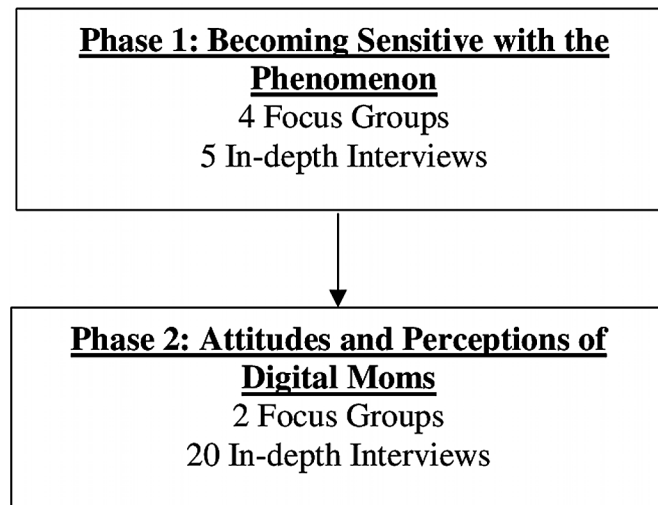 Phase 1: Becoming Sensitive with the
Phenomenon
4 Focus Groups
5 In-depth Interviews
Phase 2: Attitudes and Perceptions of
Digital Moms
2 Focus Groups
20 In-depth Interviews